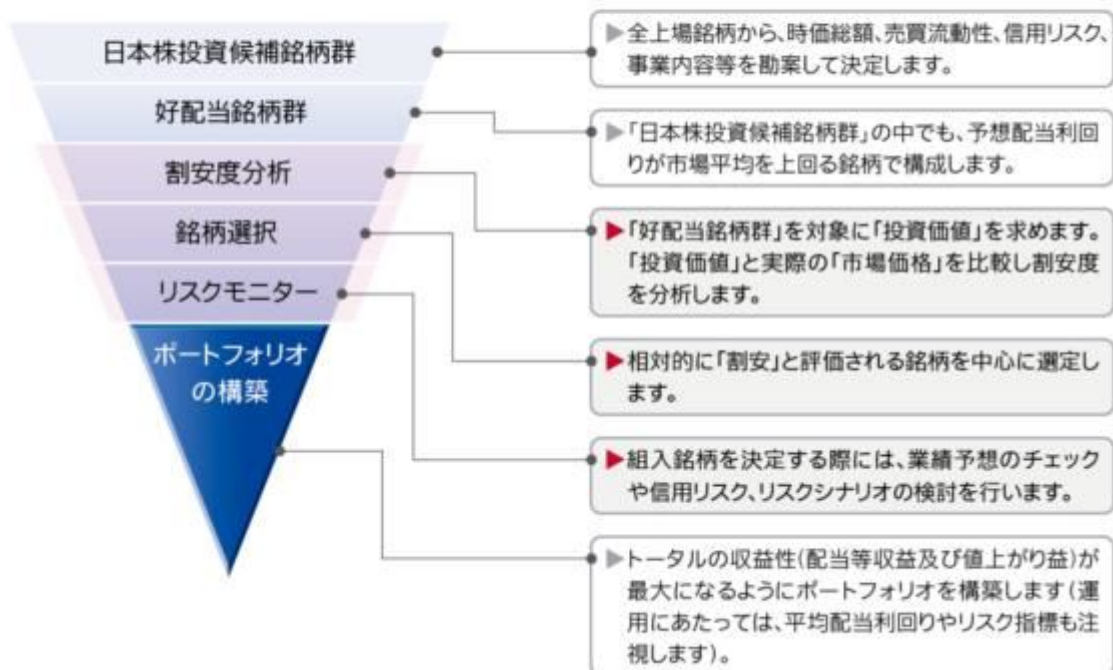 日本株投資候補銘柄群
▶全上場銘柄から、時価総額、売買流動性、信用リスク、
事業内容等を勘案して決定します。
好配当銘柄群
▶「日本株投資候補銘柄群」の中でも、予想配当利回
りが市場平均を上回る銘柄で構成します。
割安度分析
▶「好配当銘柄群」を対象に「投資価値」を求めます。
「投資価値」と実際の「市場価格」を比較し割安度
を分析します。
銘柄選択
▶相対的に「割安」と評価される銘柄を中心に選定し
ます。
リスクモニター
▶組入銘柄を決定する際には、業績予想のチェック
や信用リスク、リスクシナリオの検討を行います。
ポートフォリオ
の構築
▶トータルの収益性(配当等収益及び値上がり益)が
最大になるようにポートフォリオを構築します(運
用にあたっては、平均配当利回りやリスク指標も注
視します)。